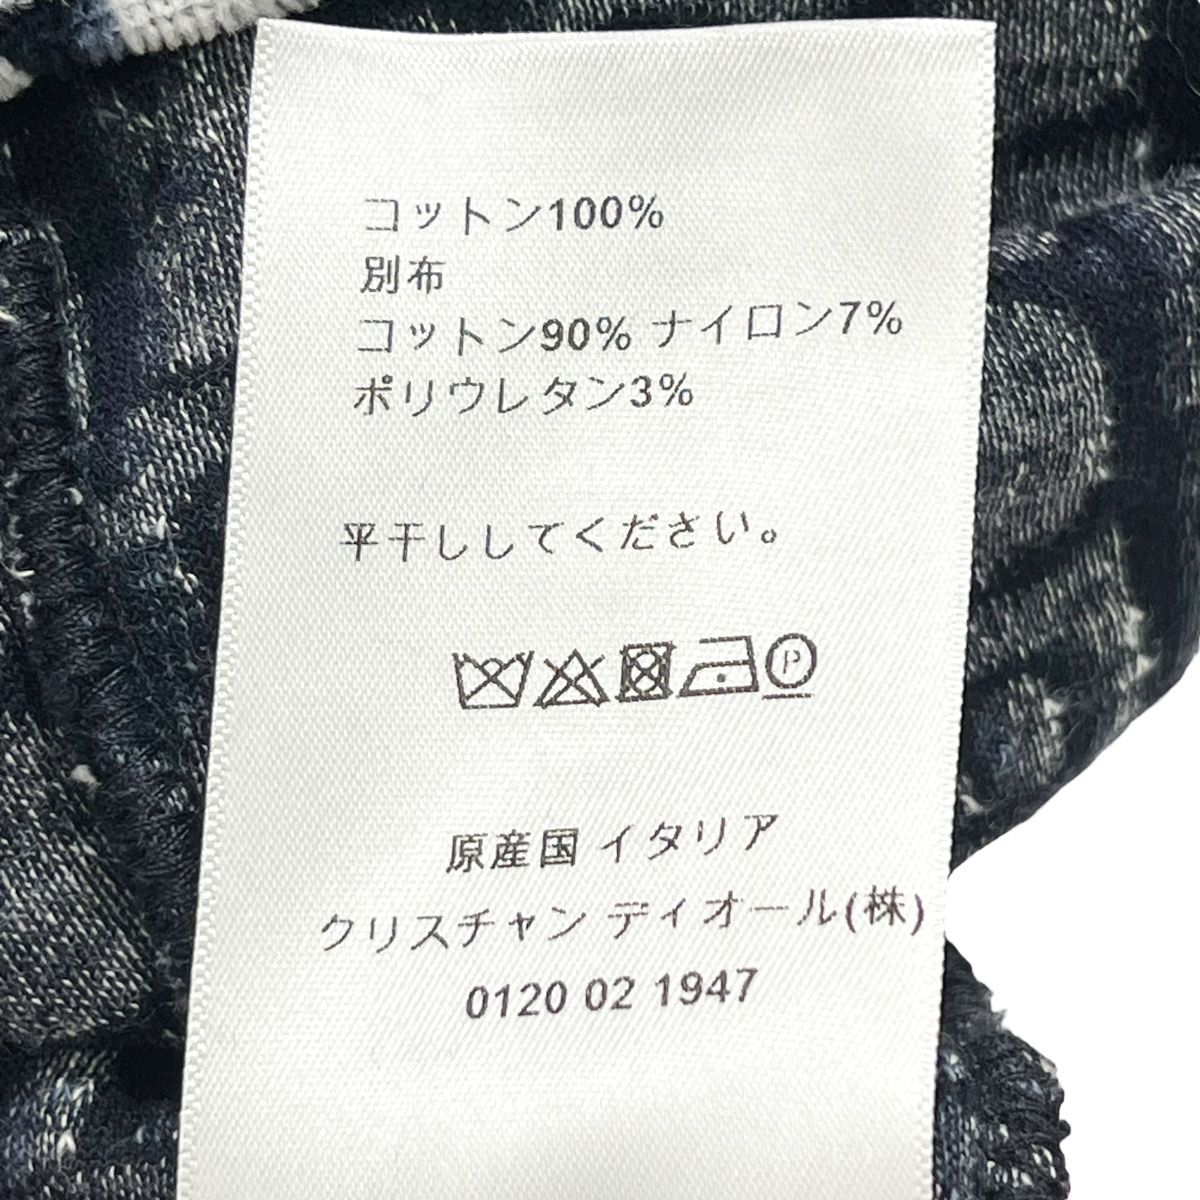 コットン100%
別布
コットン90% ナイロン7%
ポリウレタン3%
平干ししてください。
P
原産国 イタリア
クリスチャン ディオール(株)
0120 02 1947